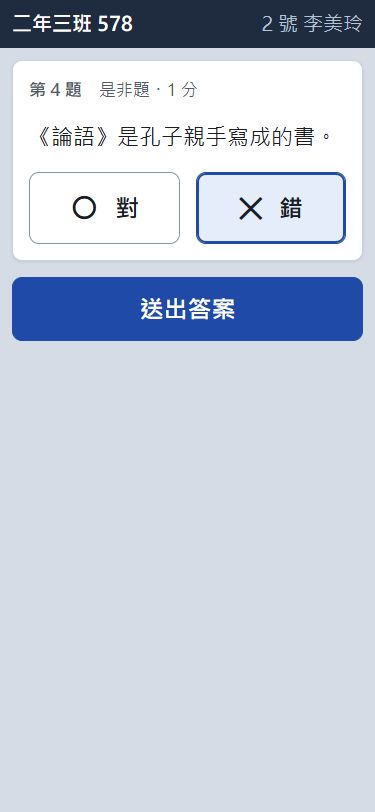 二年三班 578 2 號 李美玲
第 4 題 是非題 · 1 分
《論語》是孔子親手寫成的書。
○ 對 ✕ 錯
送出答案